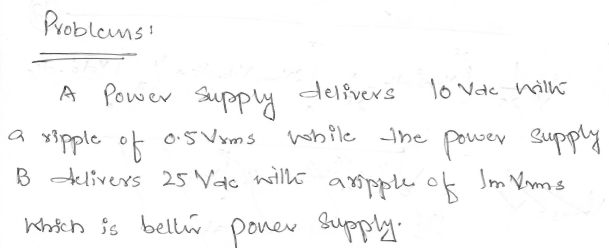 Problems:
A Power Supply delivers 10 Vdc with
a ripple of 0.5 Vrms while the power supply
B delivers 25 Vdc with a ripple of 1m Vrms
which is better power supply.